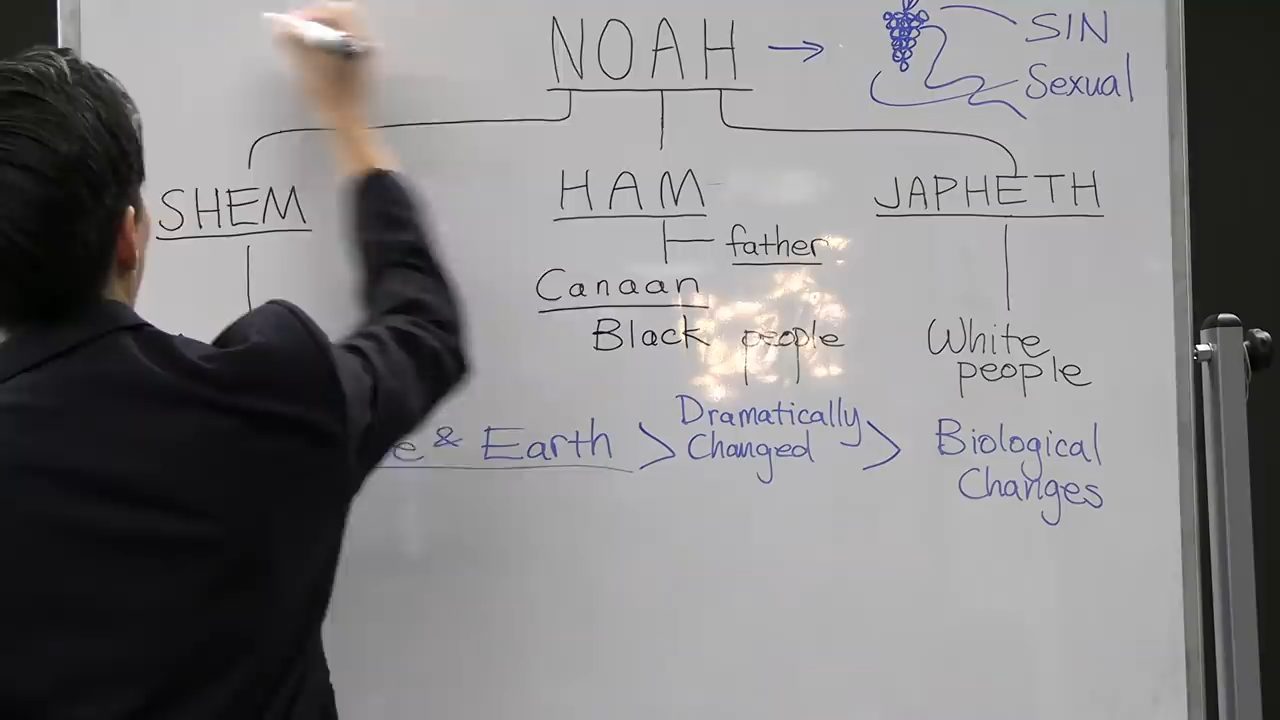 NOAH → SIN
Sexual
SHEM HAM JAPHETH
father
Canaan
Black people White
people
& Earth > Dramatically
Changed > Biological
Changes